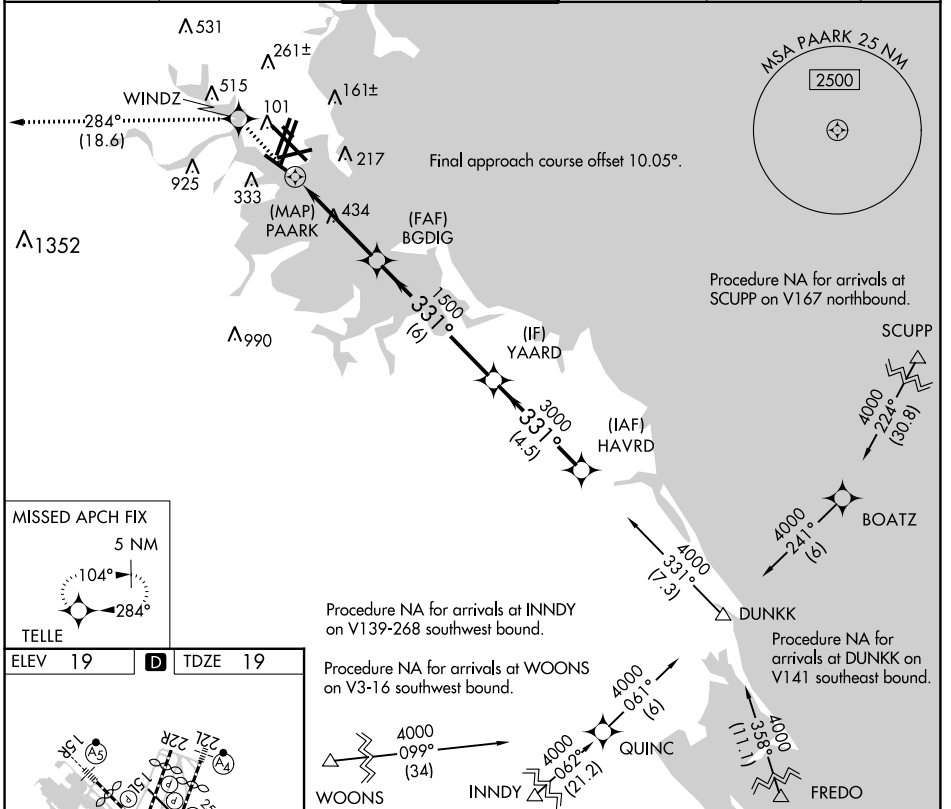 531
261±
515
161±
WINDZ
101
284°
(18.6)
217
925
333
434
1352
990
MSA PAARK 25 NM
2500
Final approach course offset 10.05°.
(MAP)
PAARK
(FAF)
BGDIG
1500
331°
(6)
(IF)
YAARD
3000
331°
(4.5)
(IAF)
HAVRD
Procedure NA for arrivals at
SCUPP on V167 northbound.
SCUPP
4000
224°
(30.8)
BOATZ
4000
241°
(6)
4000
331°
(7.3)
DUNKK
Procedure NA for
arrivals at DUNKK on
V141 southeast bound.
MISSED APCH FIX
5 NM
104°
284°
TELLE
Procedure NA for arrivals at INNDY
on V139-268 southwest bound.
Procedure NA for arrivals at WOONS
on V3-16 southwest bound.
4000
099°
(34)
WOONS
4000
061°
(6)
QUINC
4000
062°
(21.2)
INNDY
4000
358°
(11.1)
FREDO
ELEV 19
D
TDZE 19
15R
A5
22R
22L
A4
15L
P
P